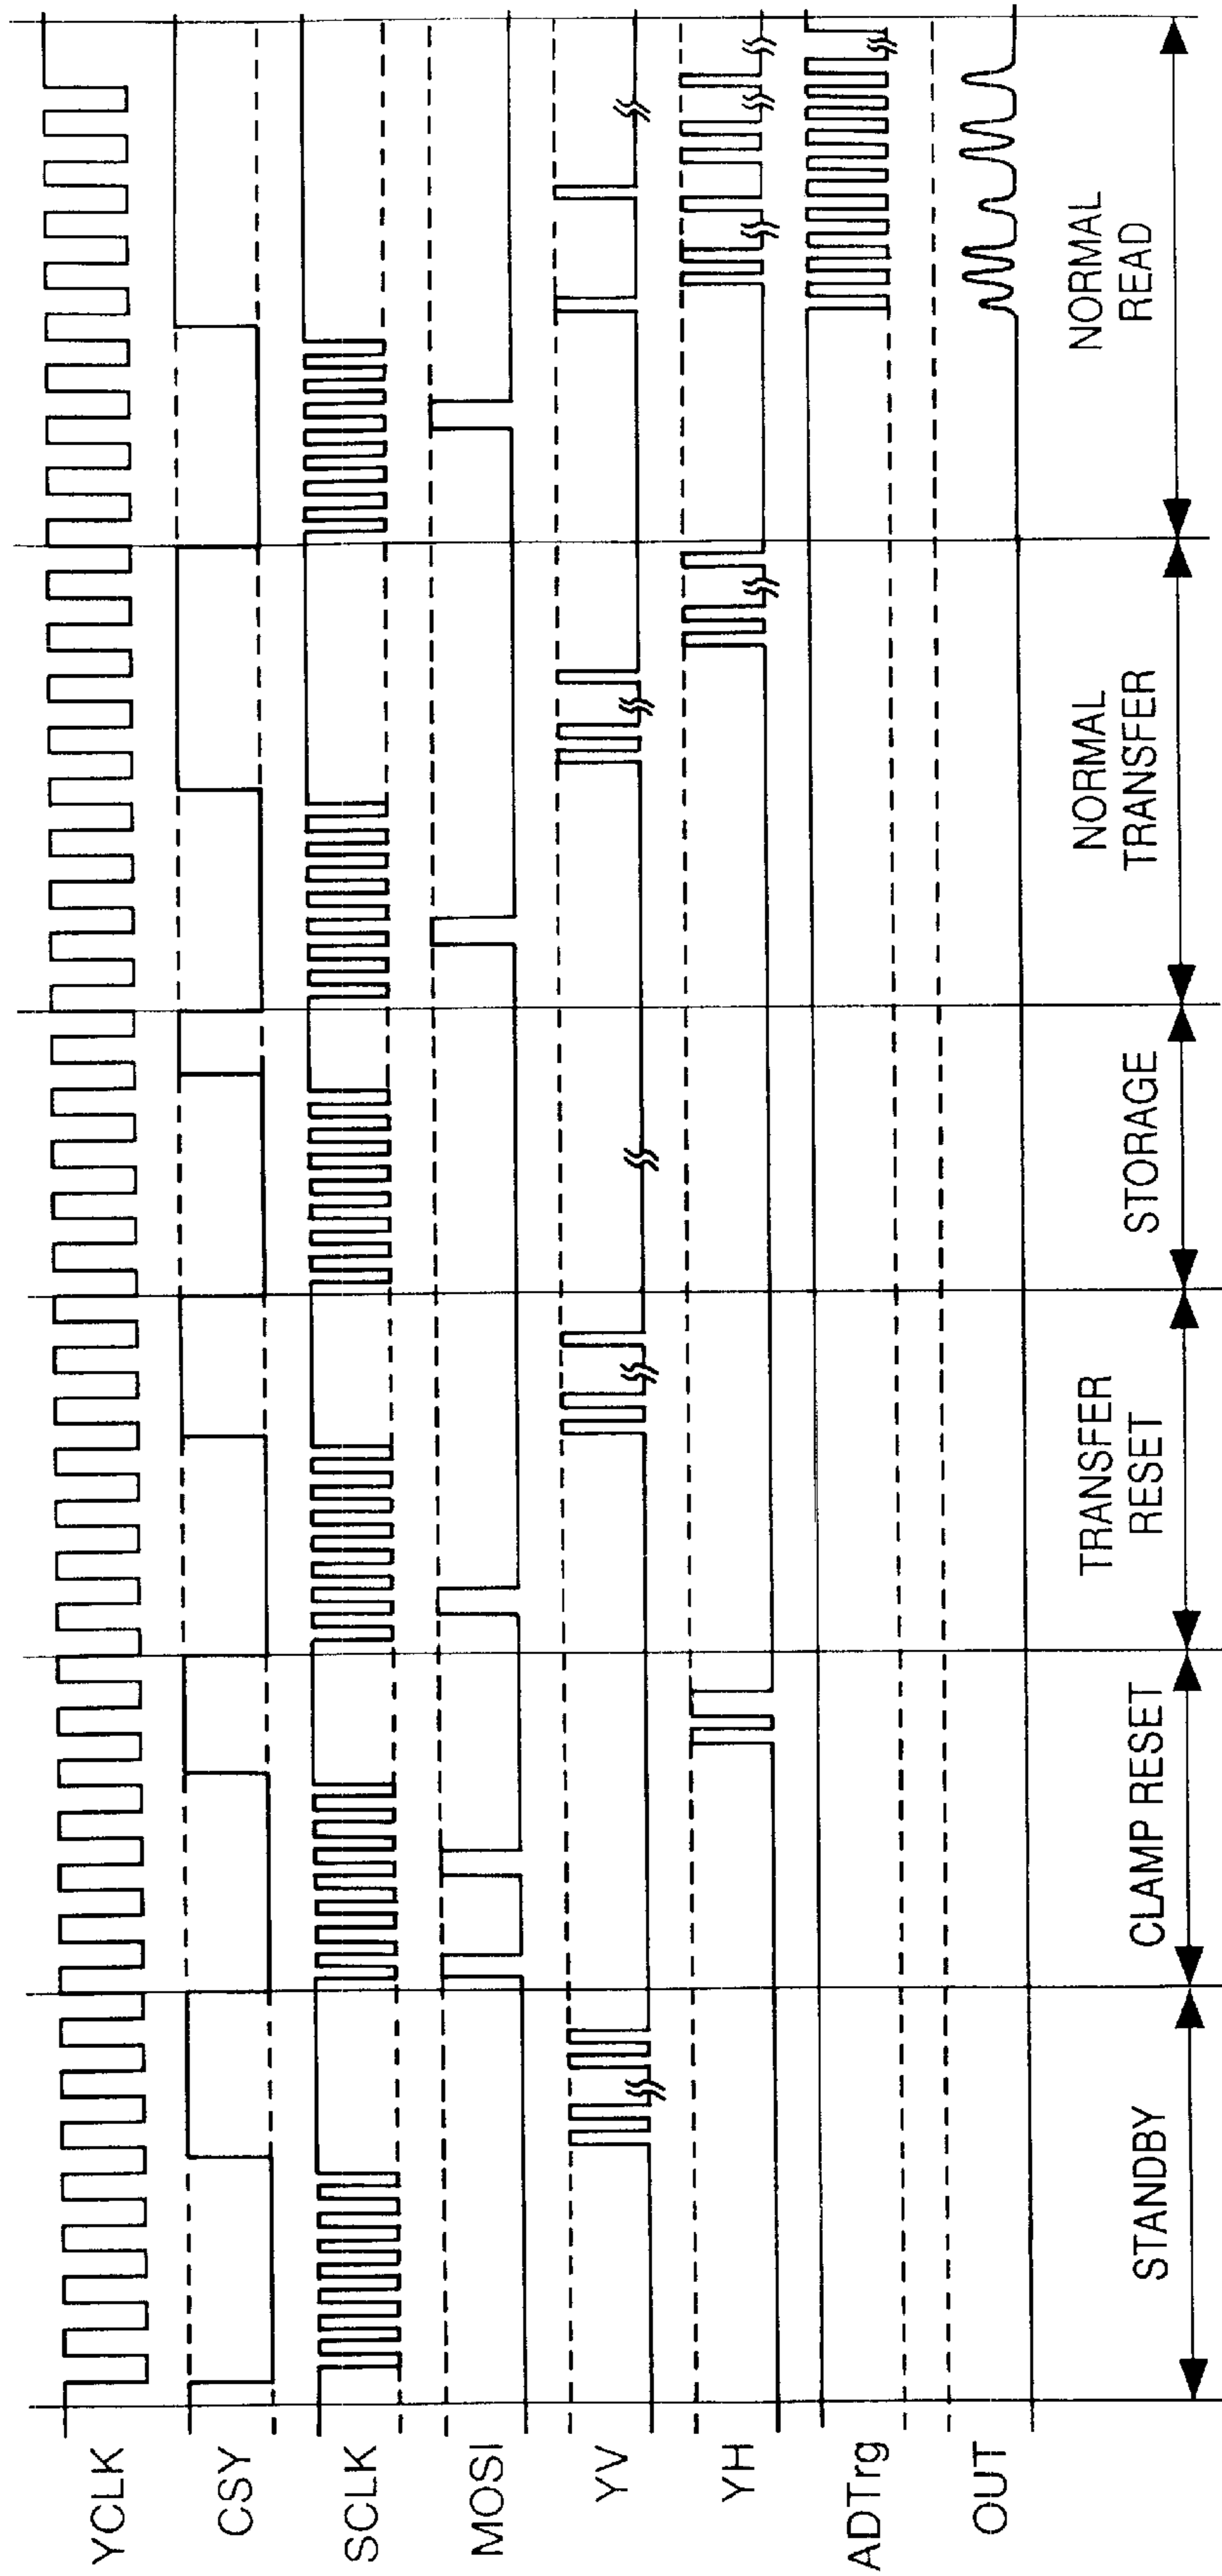 YCLK
CSY
SCLK
MOSI
YV
YH
ADTrg
OUT
STANDBY
CLAMP RESET
TRANSFER
RESET
STORAGE
NORMAL
TRANSFER
NORMAL
READ